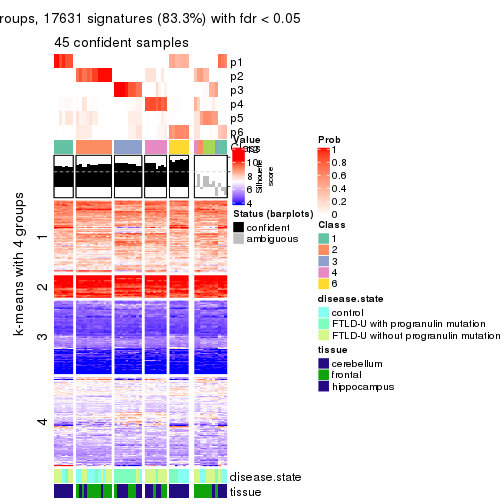 roups, 17631 signatures (83.3%) with fdr < 0.05
45 confident samples
p1
p2
p3
p4
p5
p6
Class
k-means with 4 groups
1
2
3
4
Value
10
8
6
4
Silhouette
score
Status (barplots)
confident
ambiguous
Prob
1
0.8
0.6
0.4
0.2
0
Class
1
2
3
4
6
disease.state
control
FTLD-U with progranulin mutation
FTLD-U without progranulin mutation
tissue
cerebellum
frontal
hippocampus
disease.state
tissue